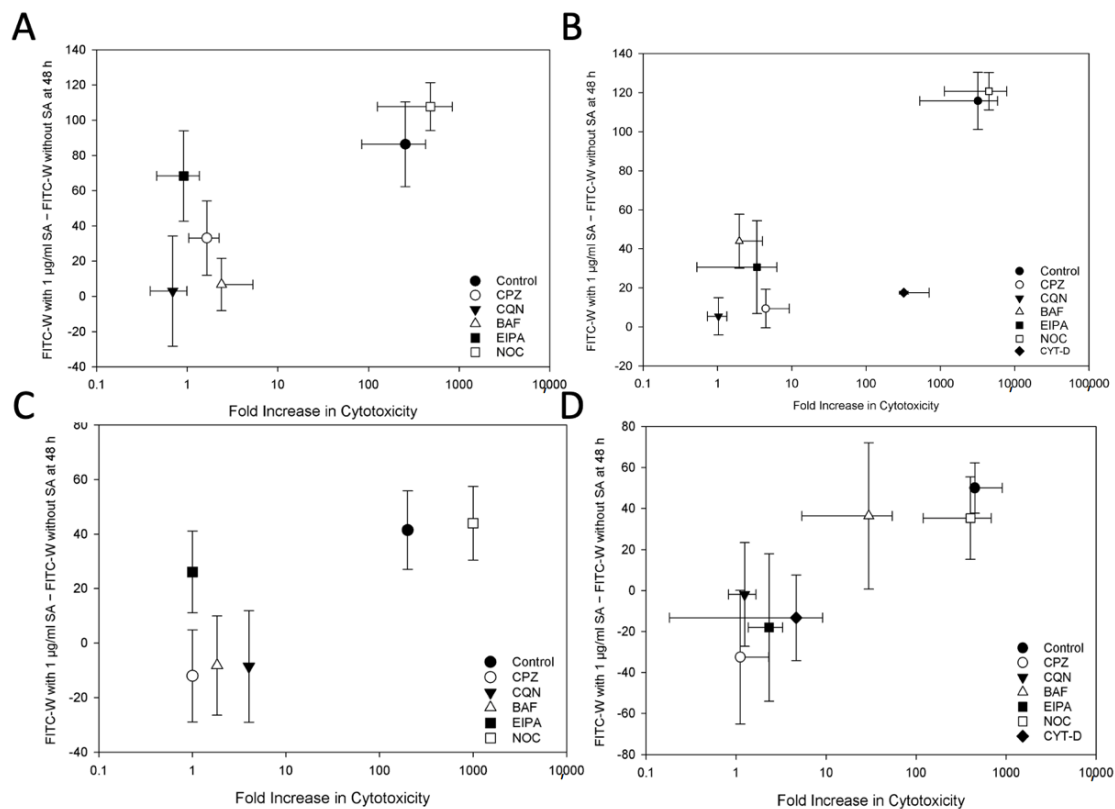 A
FITC-W with 1 µg/ml SA – FITC-W without SA at 48 h
140
120
100
80
60
40
20
0
-20
-40
0.1
1
10
100
1000
10000
Fold Increase in Cytotoxicity
Control
CPZ
CQN
BAF
EIPA
NOC
B
FITC-W with 1 µg/ml SA – FITC-W without SA at 48 h
140
120
100
80
60
40
20
0
-20
0.1
1
10
100
1000
10000
100000
Fold Increase in Cytotoxicity
Control
CPZ
CQN
BAF
EIPA
NOC
CYT-D
C
FITC-W with 1 µg/ml SA – FITC-W without SA at 48 h
80
60
40
20
0
-20
-40
0.1
1
10
100
1000
10000
Fold Increase in Cytotoxicity
Control
CPZ
CQN
BAF
EIPA
NOC
D
FITC-W with 1 µg/ml SA – FITC-W without SA at 48 h
80
60
40
20
0
-20
-40
-60
-80
0.1
1
10
100
1000
10000
Fold Increase in Cytotoxicity
Control
CPZ
CQN
BAF
EIPA
NOC
CYT-D